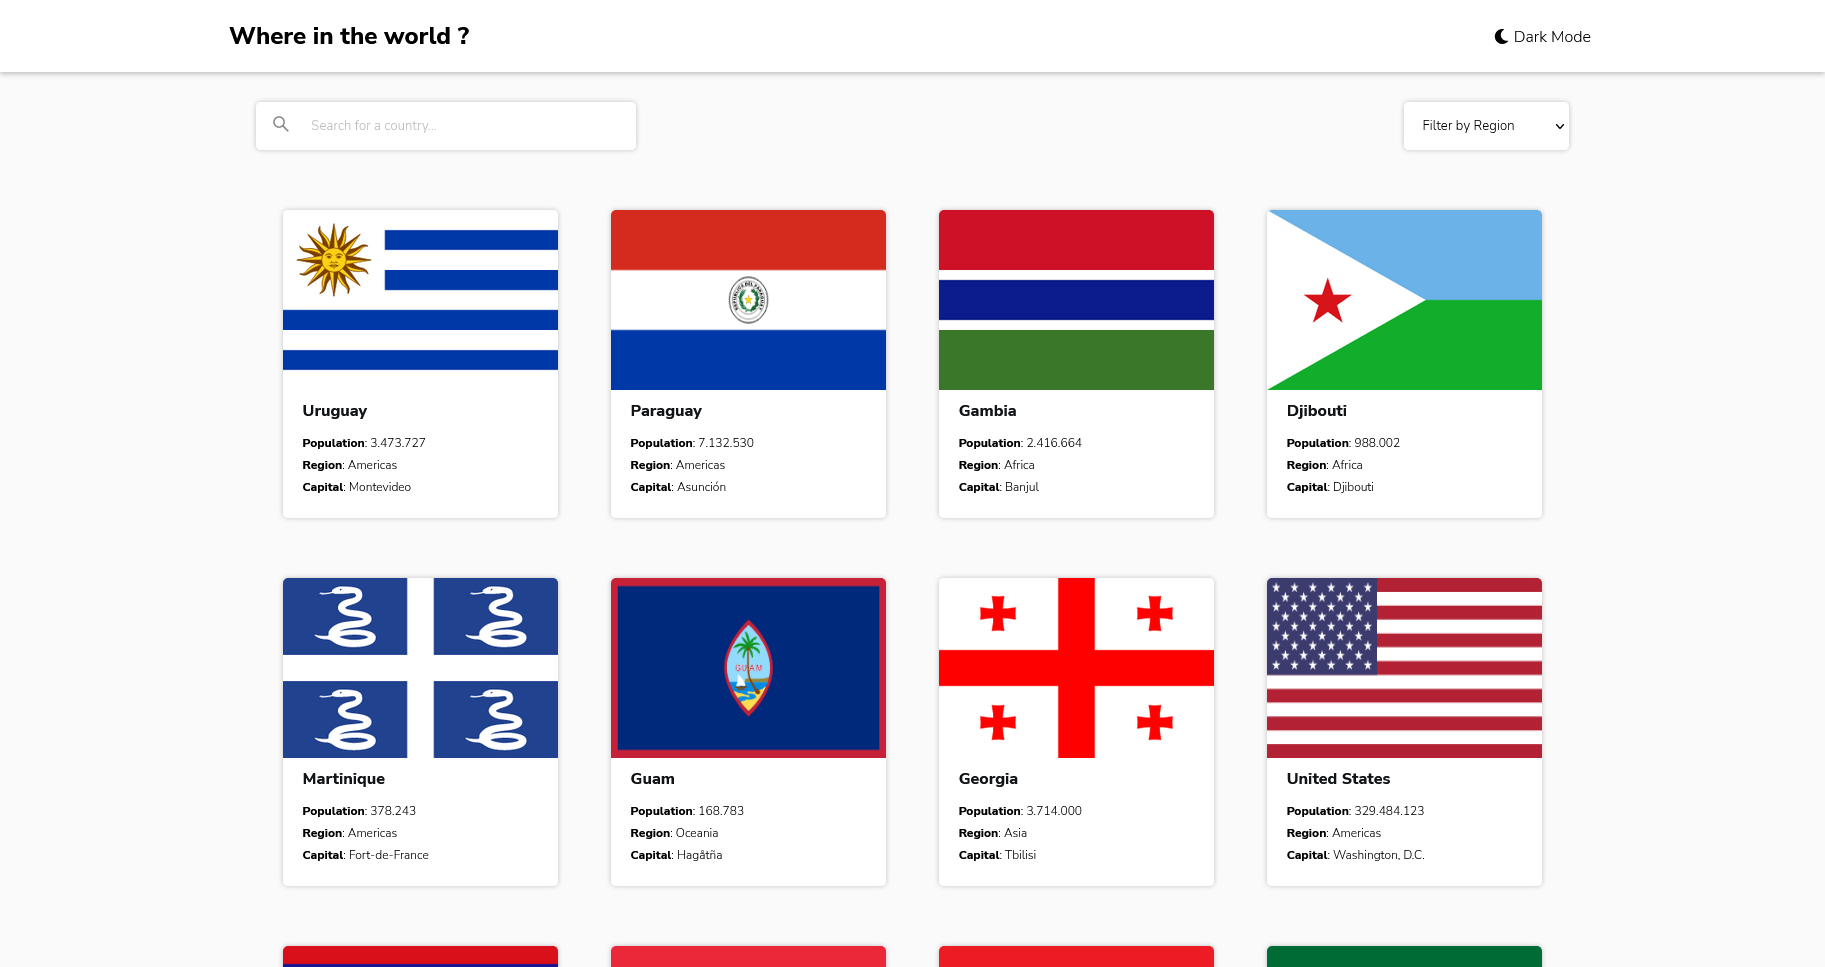 Where in the world ?
Dark Mode
Search for a country...
Filter by Region
Uruguay
Population: 3.473.727
Region: Americas
Capital: Montevideo
Paraguay
Population: 7.132.530
Region: Americas
Capital: Asunción
Gambia
Population: 2.416.664
Region: Africa
Capital: Banjul
Djibouti
Population: 988.002
Region: Africa
Capital: Djibouti
GUAM
Martinique
Population: 378.243
Region: Americas
Capital: Fort-de-France
Guam
Population: 168.783
Region: Oceania
Capital: Hagåtña
Georgia
Population: 3.714.000
Region: Asia
Capital: Tbilisi
United States
Population: 329.484.123
Region: Americas
Capital: Washington, D.C.